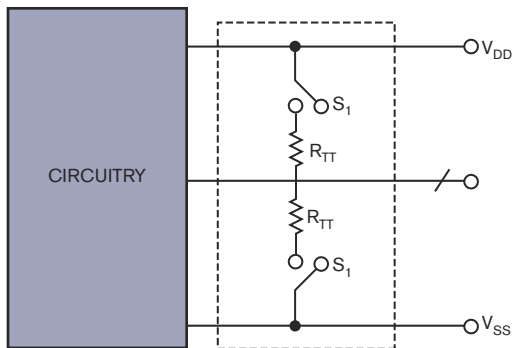 V_DD
S_1
R_TT
CIRCUITRY
R_TT
S_1
V_SS